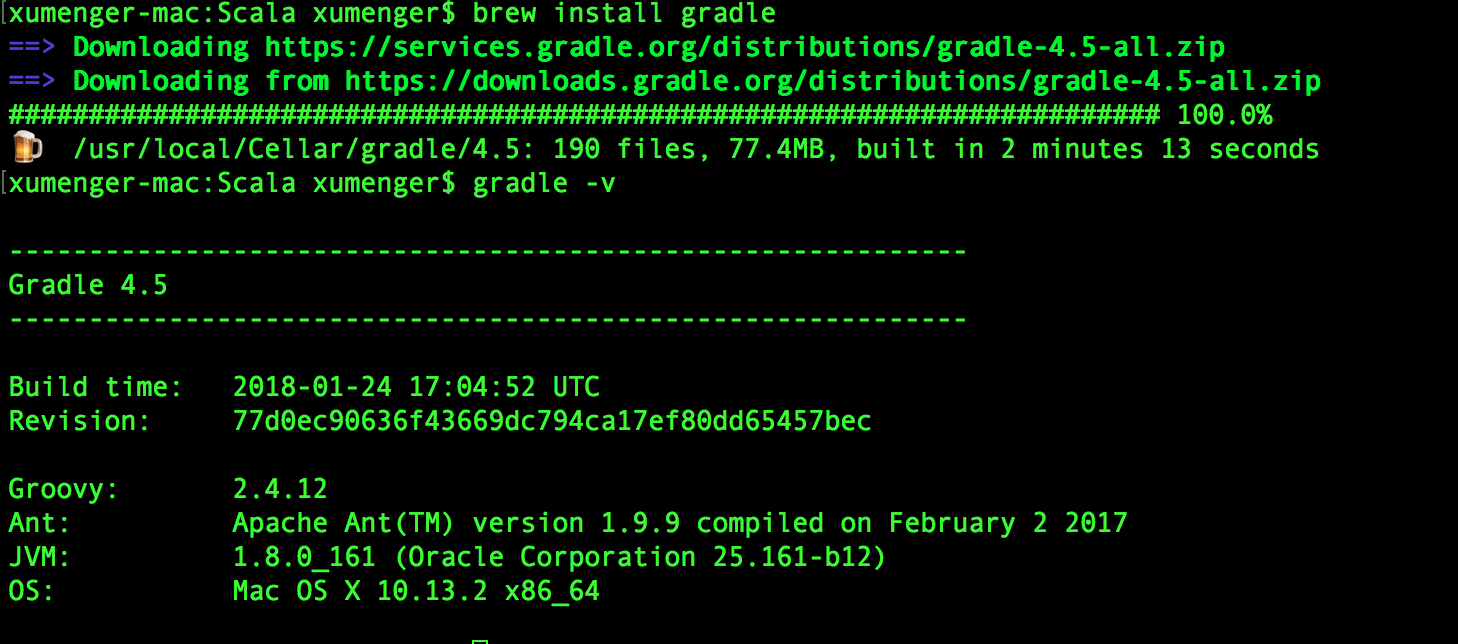 xumenger-mac:Scala xumenger$ brew install gradle
==> Downloading https://services.gradle.org/distributions/gradle-4.5-all.zip
==> Downloading from https://downloads.gradle.org/distributions/gradle-4.5-all.zip
######################################################################## 100.0%
🍺  /usr/local/Cellar/gradle/4.5: 190 files, 77.4MB, built in 2 minutes 13 seconds
xumenger-mac:Scala xumenger$ gradle -v
------------------------------------------------------------
Gradle 4.5
------------------------------------------------------------
Build time:   2018-01-24 17:04:52 UTC
Revision:     77d0ec90636f43669dc794ca17ef80dd65457bec
Groovy:       2.4.12
Ant:          Apache Ant(TM) version 1.9.9 compiled on February 2 2017
JVM:          1.8.0_161 (Oracle Corporation 25.161-b12)
OS:           Mac OS X 10.13.2 x86_64